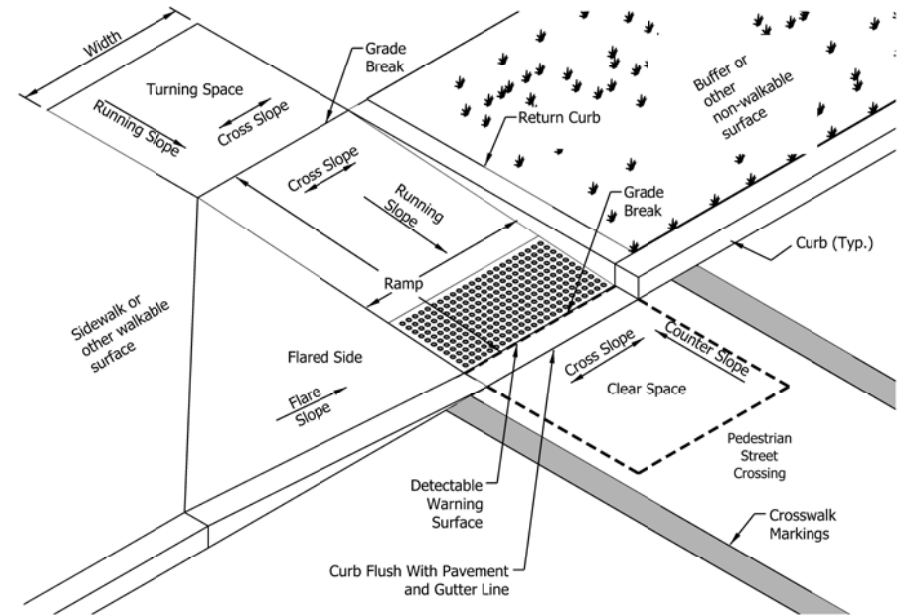 Width
Turning Space
Running Slope
Cross Slope
Grade
Break
Return Curb
Buffer or
other
non-walkable
surface
Cross Slope
Running
Slope
Grade
Break
Curb (Typ.)
Ramp
Sidewalk or
other walkable
surface
Flared Side
Flare
Slope
Cross Slope
Counter Slope
Clear Space
Pedestrian
Street
Crossing
Detectable
Warning
Surface
Crosswalk
Markings
Curb Flush With Pavement
and Gutter Line